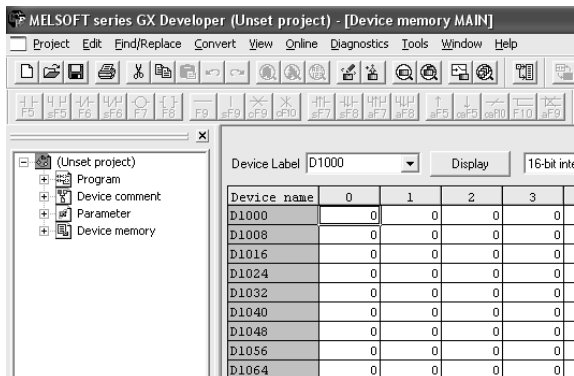 MELSOFT series GX Developer (Unset project) - [Device memory MAIN]
Project Edit Find/Replace Convert View Online Diagnostics Tools Window Help
F5 sF5 F6 sF6 F7 F8 F9 sF9 cF9 cF10 sF7 sF8 aF7 aF8 aF5 caF5 caF10 F10 aF9
(Unset project)
Program
Device comment
Parameter
Device memory
Device Label D1000 Display 16-bit inte
Device name 0 1 2 3
D1000 0 0 0 0
D1008 0 0 0 0
D1016 0 0 0 0
D1024 0 0 0 0
D1032 0 0 0 0
D1040 0 0 0 0
D1048 0 0 0 0
D1056 0 0 0 0
D1064 0 0 0 0